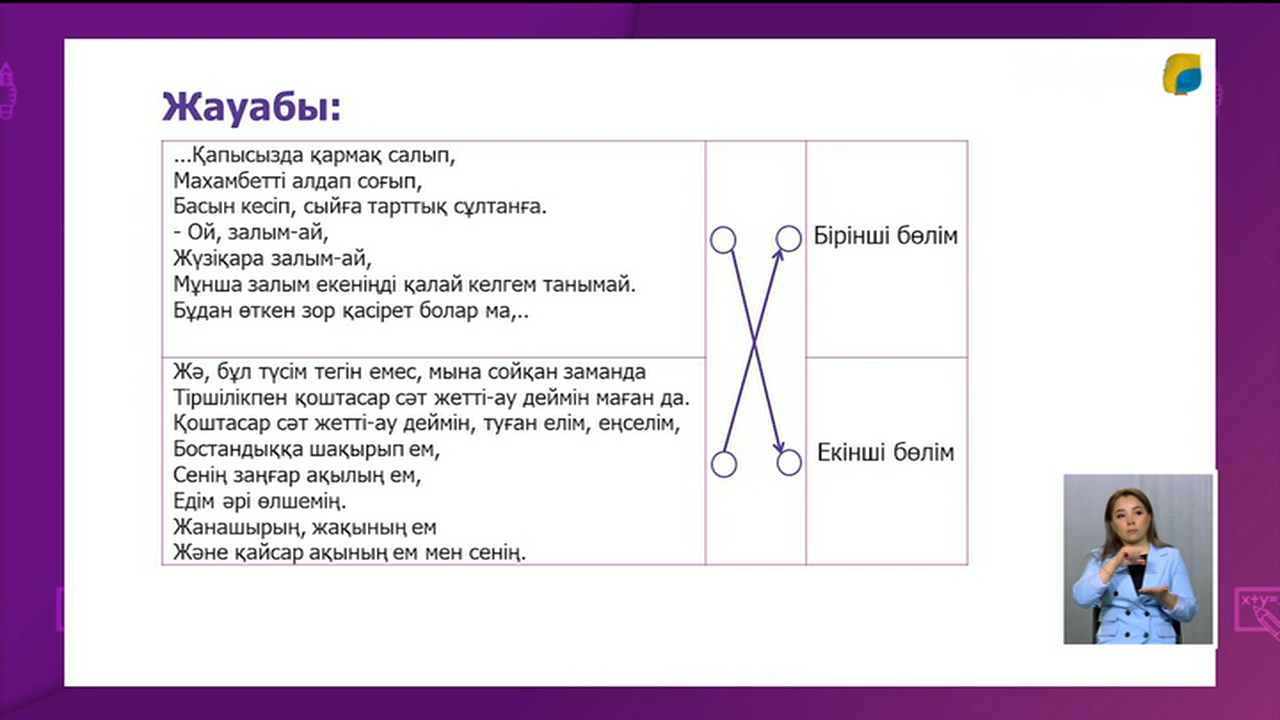 Жауабы:
...Қапысызда қармақ салып,
Махамбетті алдап соғып,
Басын кесіп, сыйға тарттық сұлтанға.
- Ой, залым-ай,
Жүзіқара залым-ай,
Мұнша залым екеніңді қалай келгем танымай.
Бұдан өткен зор қасірет болар ма,..
Бірінші бөлім
Жә, бұл түсім тегін емес, мына сойқан заманда
Тіршілікпен қоштасар сәт жетті-ау деймін маған да.
Қоштасар сәт жетті-ау деймін, туған елім, еңселім,
Бостандыққа шақырып ем,
Сенің заңғар ақылың ем,
Едім әрі өлшемің.
Жанашырың, жақының ем
Және қайсар ақының ем мен сенің.
Екінші бөлім
x+y=